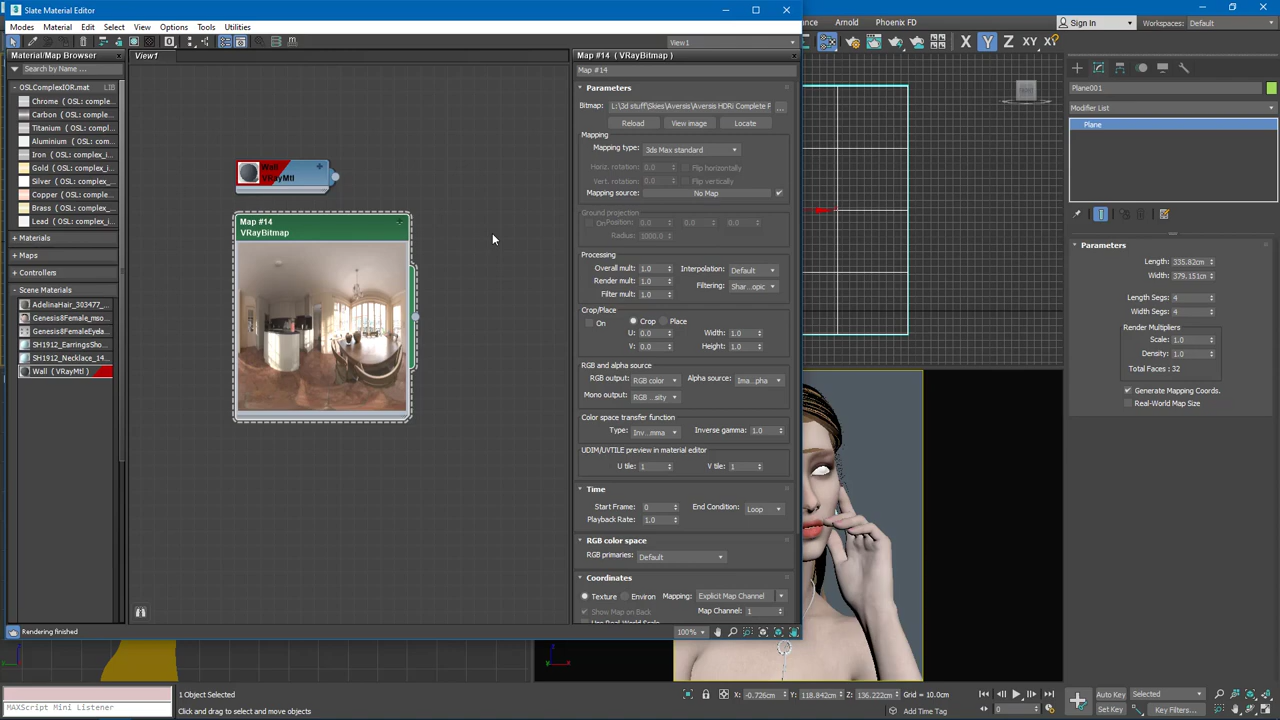 Slate Material Editor
Modes Material Edit Select View Options Tools Utilities
View1
Material/Map Browser
Search by Name ...
OSLComplexIOR.mat LIB
Chrome ( OSL: comple...
Carbon ( OSL: complex...
Titanium ( OSL: compl...
Aluminium ( OSL: com...
Iron ( OSL: complex_i...
Gold ( OSL: complex_i...
Silver ( OSL: complex_i...
Copper ( OSL: comple...
Brass ( OSL: complex_...
Lead ( OSL: complex_i...
+ Materials
+ Maps
+ Controllers
- Scene Materials
AdelinaHair_303477_...
Genesis8Female_mso...
Genesis8FemaleEyela...
SH1912_EarringsSho...
SH1912_Necklace_14...
Wall ( VRayMtl )
View1
Wall
VRayMtl
Map #14
VRayBitmap
Map #14 ( VRayBitmap )
Map #14
Parameters
Bitmap: L:\3d stuff\Skies\Aversis\Aversis HDRi Complete F ...
Reload View image Locate
Mapping
Mapping type: 3ds Max standard
Horiz. rotation: 0.0 Flip horizontally
Vert. rotation: 0.0 Flip vertically
Mapping source: No Map
Ground projection
On Position: 0.0 0.0 0.0
Radius: 1000.0
Processing
Overall mult: 1.0 Interpolation: Default
Render mult: 1.0 Filtering: Shar...opic
Filter mult: 1.0
Crop/Place
On Crop Place
U: 0.0 Width: 1.0
V: 0.0 Height: 1.0
RGB and alpha source
RGB output: RGB color Alpha source: Ima...pha
Mono output: RGB ...sity
Color space transfer function
Type: Inv...mma Inverse gamma: 1.0
UDIM/UVTILE preview in material editor
U tile: 1 V tile: 1
Time
Start Frame: 0 End Condition: Loop
Playback Rate: 1.0
RGB color space
RGB primaries: Default
Coordinates
Texture Environ Mapping: Explicit Map Channel
Show Map on Back Map Channel: 1
Use Real-World Scale
Rendering finished
100%
Arnold Phoenix FD
Sign In Workspaces: Default
X Y Z XY
Plane001
Modifier List
Plane
Parameters
Length: 335.82cm
Width: 379.151cm
Length Segs: 4
Width Segs: 4
Render Multipliers
Scale: 1.0
Density: 1.0
Total Faces : 32
Generate Mapping Coords.
Real-World Map Size
MAXScript Mini Listener
1 Object Selected
Click and drag to select and move objects
X: -0.726cm Y: 118.842cm Z: 136.222cm Grid = 10.0cm
Add Time Tag
0
Auto Key Selected
Set Key Key Filters...